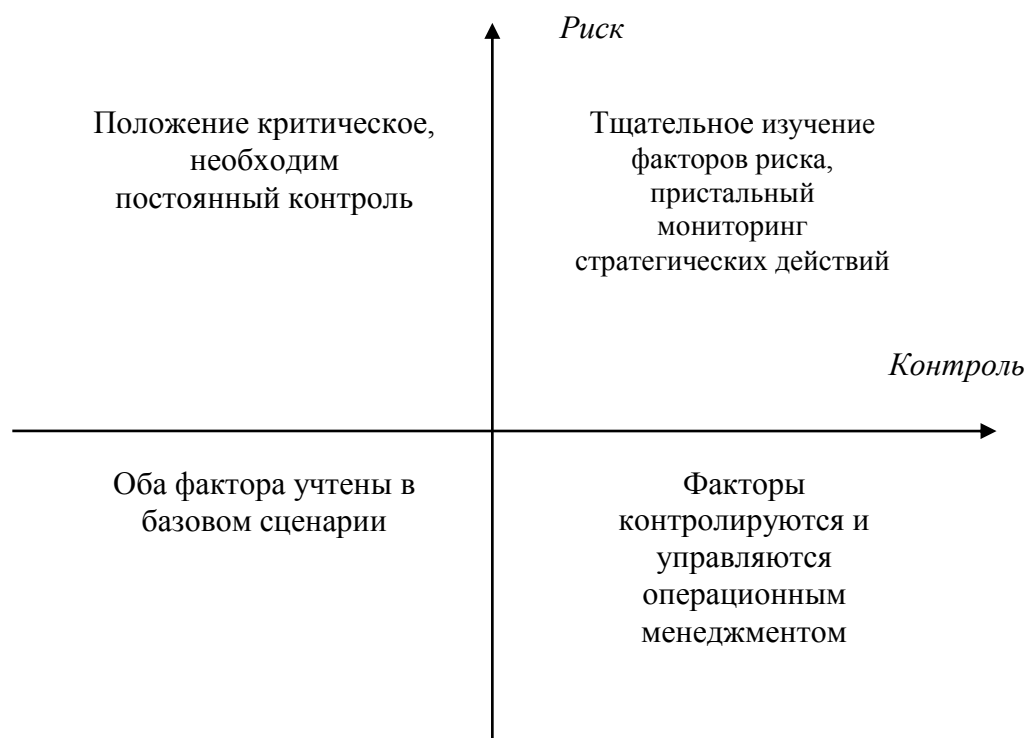 Риск
Положение критическое,
необходим
постоянный контроль
Тщательное изучение
факторов риска,
пристальный
мониторинг
стратегических действий
Контроль
Оба фактора учтены в
базовом сценарии
Факторы
контролируются и
управляются
операционным
менеджментом